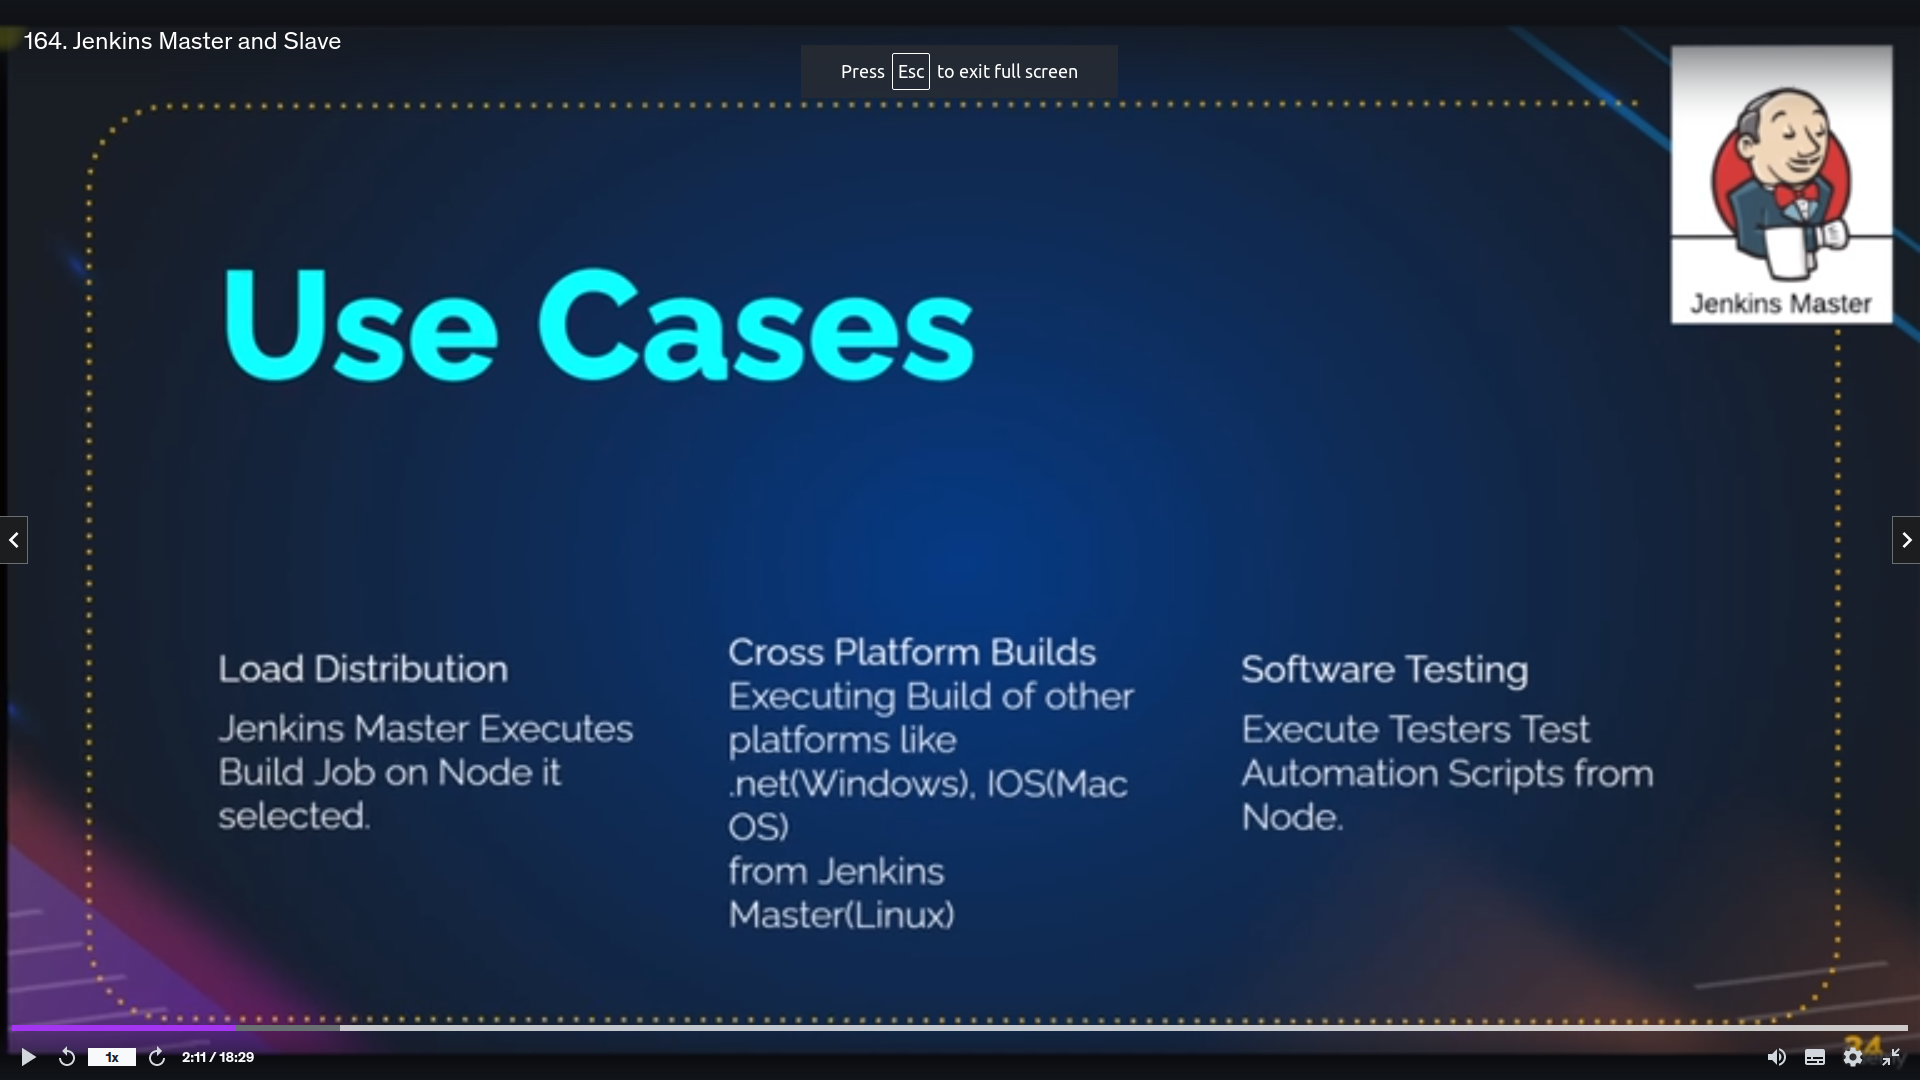 164. Jenkins Master and Slave
Press Esc to exit full screen
Jenkins Master
Use Cases
Load Distribution
Jenkins Master Executes
Build Job on Node it
selected.
Cross Platform Builds
Executing Build of other
platforms like
.net(Windows), IOS(Mac
OS)
from Jenkins
Master(Linux)
Software Testing
Execute Testers Test
Automation Scripts from
Node.
1x
2:11 / 18:29
34